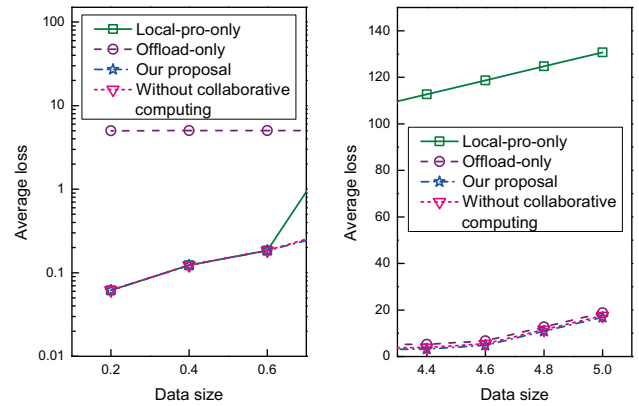 100
10
1
0.1
0.01
Average loss
Local-pro-only
Offload-only
Our proposal
Without collaborative
computing
0.2
0.4
0.6
Data size
140
120
100
80
60
40
20
0
Average loss
Local-pro-only
Offload-only
Our proposal
Without collaborative
computing
4.4
4.6
4.8
5.0
Data size